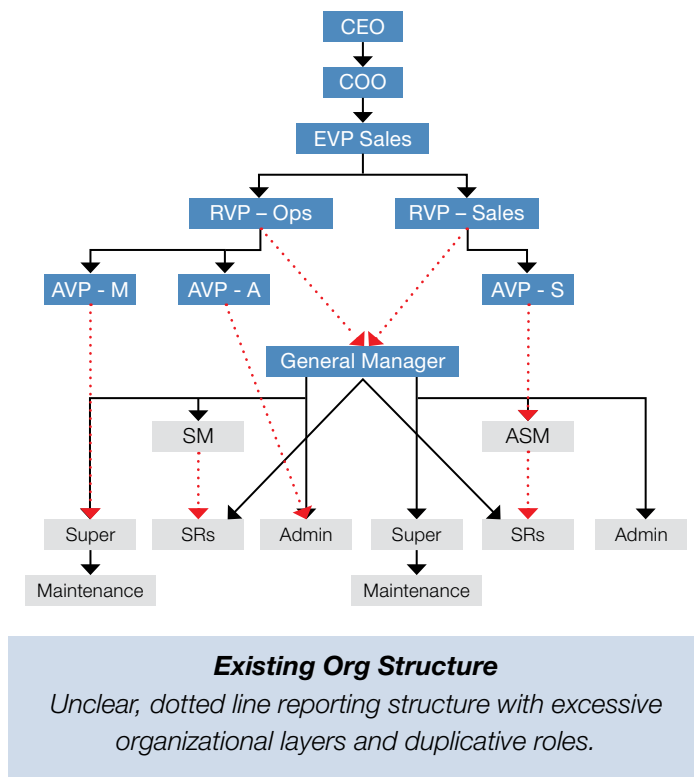 CEO
COO
EVP Sales
RVP – Ops
RVP – Sales
AVP - M
AVP - A
AVP - S
General Manager
SM
ASM
Super
SRs
Admin
Super
SRs
Admin
Maintenance
Maintenance
Existing Org Structure
Unclear, dotted line reporting structure with excessive
organizational layers and duplicative roles.